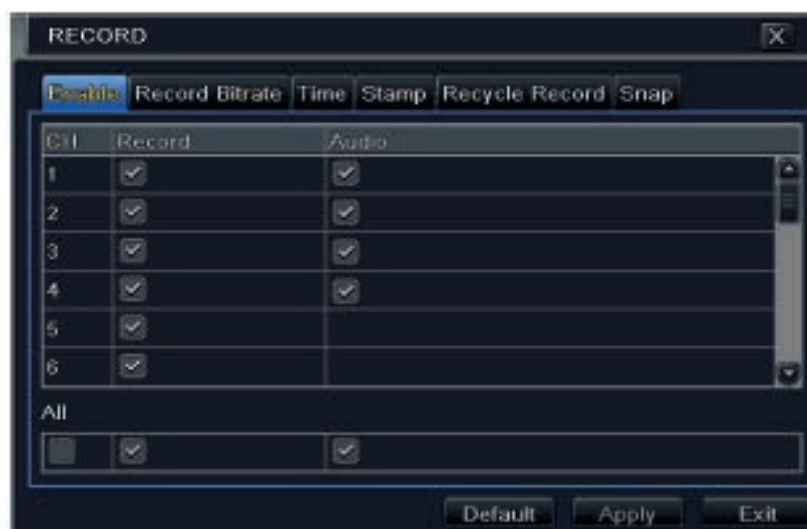 RECORD X
Enable Record Bitrate Time Stamp Recycle Record Snap
CH Record Audio
1
2
3
4
5
6
All
Default Apply Exit